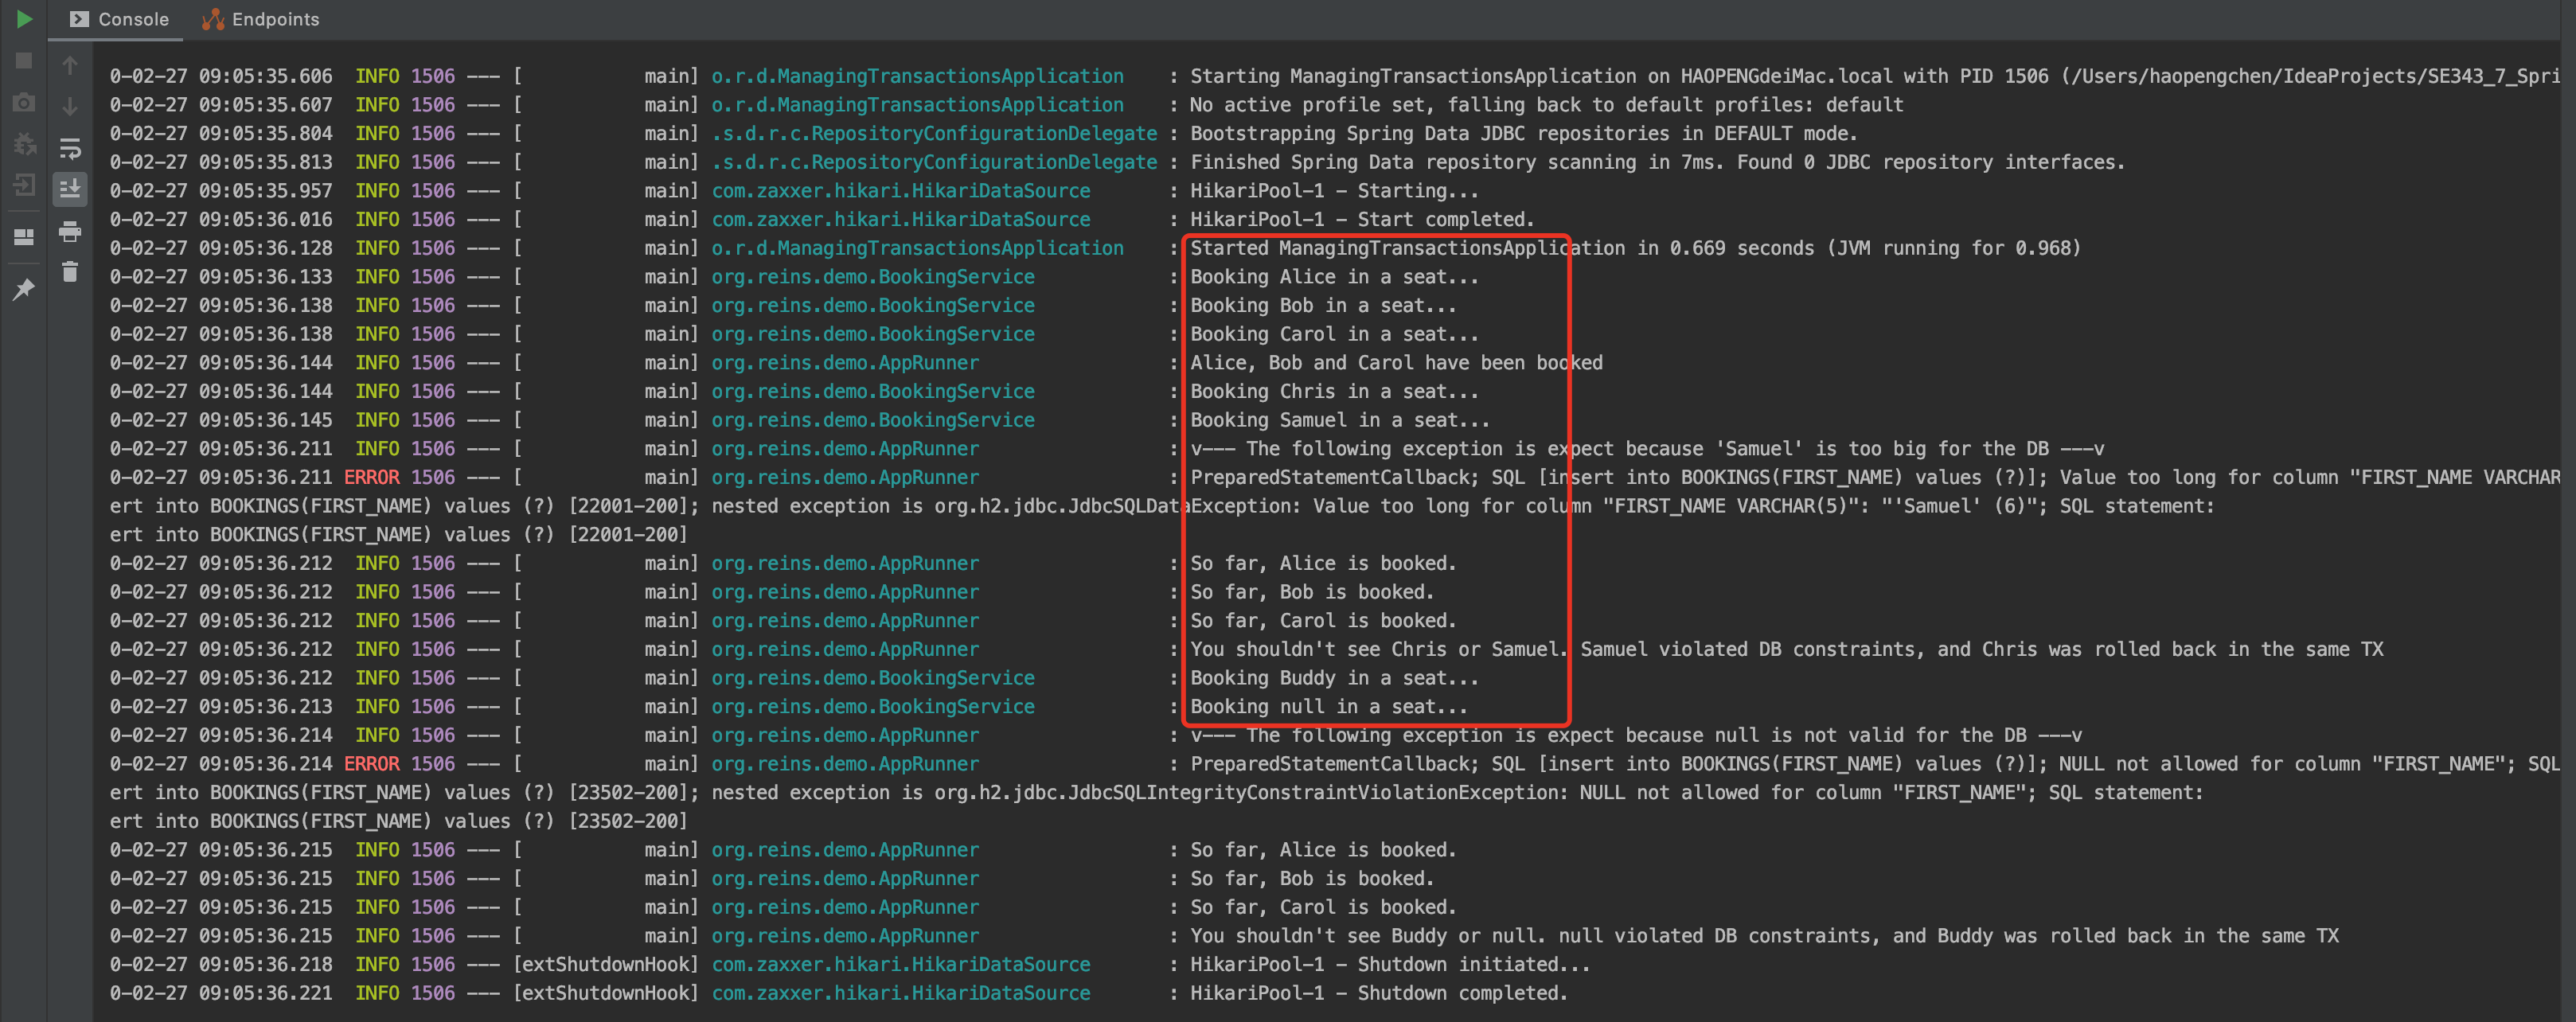 Console Endpoints
0-02-27 09:05:35.606  INFO 1506 --- [           main] o.r.d.ManagingTransactionsApplication    : Starting ManagingTransactionsApplication on HAOPENGdeiMac.local with PID 1506 (/Users/haopengchen/IdeaProjects/SE343_7_Spri
0-02-27 09:05:35.607  INFO 1506 --- [           main] o.r.d.ManagingTransactionsApplication    : No active profile set, falling back to default profiles: default
0-02-27 09:05:35.804  INFO 1506 --- [           main] .s.d.r.c.RepositoryConfigurationDelegate : Bootstrapping Spring Data JDBC repositories in DEFAULT mode.
0-02-27 09:05:35.813  INFO 1506 --- [           main] .s.d.r.c.RepositoryConfigurationDelegate : Finished Spring Data repository scanning in 7ms. Found 0 JDBC repository interfaces.
0-02-27 09:05:35.957  INFO 1506 --- [           main] com.zaxxer.hikari.HikariDataSource       : HikariPool-1 - Starting...
0-02-27 09:05:36.016  INFO 1506 --- [           main] com.zaxxer.hikari.HikariDataSource       : HikariPool-1 - Start completed.
0-02-27 09:05:36.128  INFO 1506 --- [           main] o.r.d.ManagingTransactionsApplication    : Started ManagingTransactionsApplication in 0.669 seconds (JVM running for 0.968)
0-02-27 09:05:36.133  INFO 1506 --- [           main] org.reins.demo.BookingService            : Booking Alice in a seat...
0-02-27 09:05:36.138  INFO 1506 --- [           main] org.reins.demo.BookingService            : Booking Bob in a seat...
0-02-27 09:05:36.138  INFO 1506 --- [           main] org.reins.demo.BookingService            : Booking Carol in a seat...
0-02-27 09:05:36.144  INFO 1506 --- [           main] org.reins.demo.AppRunner                 : Alice, Bob and Carol have been booked
0-02-27 09:05:36.144  INFO 1506 --- [           main] org.reins.demo.BookingService            : Booking Chris in a seat...
0-02-27 09:05:36.145  INFO 1506 --- [           main] org.reins.demo.BookingService            : Booking Samuel in a seat...
0-02-27 09:05:36.211  INFO 1506 --- [           main] org.reins.demo.AppRunner                 : v--- The following exception is expect because 'Samuel' is too big for the DB ---v
0-02-27 09:05:36.211 ERROR 1506 --- [           main] org.reins.demo.AppRunner                 : PreparedStatementCallback; SQL [insert into BOOKINGS(FIRST_NAME) values (?)]; Value too long for column "FIRST_NAME VARCHAR
ert into BOOKINGS(FIRST_NAME) values (?) [22001-200]; nested exception is org.h2.jdbc.JdbcSQLDataException: Value too long for column "FIRST_NAME VARCHAR(5)": "'Samuel' (6)"; SQL statement:
ert into BOOKINGS(FIRST_NAME) values (?) [22001-200]
0-02-27 09:05:36.212  INFO 1506 --- [           main] org.reins.demo.AppRunner                 : So far, Alice is booked.
0-02-27 09:05:36.212  INFO 1506 --- [           main] org.reins.demo.AppRunner                 : So far, Bob is booked.
0-02-27 09:05:36.212  INFO 1506 --- [           main] org.reins.demo.AppRunner                 : So far, Carol is booked.
0-02-27 09:05:36.212  INFO 1506 --- [           main] org.reins.demo.AppRunner                 : You shouldn't see Chris or Samuel. Samuel violated DB constraints, and Chris was rolled back in the same TX
0-02-27 09:05:36.212  INFO 1506 --- [           main] org.reins.demo.BookingService            : Booking Buddy in a seat...
0-02-27 09:05:36.213  INFO 1506 --- [           main] org.reins.demo.BookingService            : Booking null in a seat...
0-02-27 09:05:36.214  INFO 1506 --- [           main] org.reins.demo.AppRunner                 : v--- The following exception is expect because null is not valid for the DB ---v
0-02-27 09:05:36.214 ERROR 1506 --- [           main] org.reins.demo.AppRunner                 : PreparedStatementCallback; SQL [insert into BOOKINGS(FIRST_NAME) values (?)]; NULL not allowed for column "FIRST_NAME"; SQL
ert into BOOKINGS(FIRST_NAME) values (?) [23502-200]; nested exception is org.h2.jdbc.JdbcSQLIntegrityConstraintViolationException: NULL not allowed for column "FIRST_NAME"; SQL statement:
ert into BOOKINGS(FIRST_NAME) values (?) [23502-200]
0-02-27 09:05:36.215  INFO 1506 --- [           main] org.reins.demo.AppRunner                 : So far, Alice is booked.
0-02-27 09:05:36.215  INFO 1506 --- [           main] org.reins.demo.AppRunner                 : So far, Bob is booked.
0-02-27 09:05:36.215  INFO 1506 --- [           main] org.reins.demo.AppRunner                 : So far, Carol is booked.
0-02-27 09:05:36.215  INFO 1506 --- [           main] org.reins.demo.AppRunner                 : You shouldn't see Buddy or null. null violated DB constraints, and Buddy was rolled back in the same TX
0-02-27 09:05:36.218  INFO 1506 --- [extShutdownHook] com.zaxxer.hikari.HikariDataSource       : HikariPool-1 - Shutdown initiated...
0-02-27 09:05:36.221  INFO 1506 --- [extShutdownHook] com.zaxxer.hikari.HikariDataSource       : HikariPool-1 - Shutdown completed.